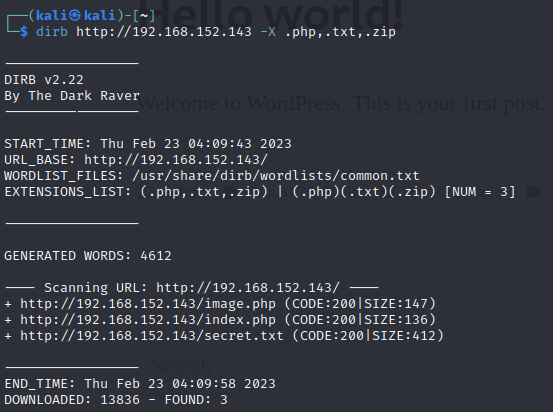 Hello world!
┌──(kali㉿kali)-[~]
└─$ dirb http://192.168.152.143 -X .php,.txt,.zip
-----------------
DIRB v2.22
By The Dark Raver
-----------------
Welcome to WordPress. This is your first post.
START_TIME: Thu Feb 23 04:09:43 2023
URL_BASE: http://192.168.152.143/
WORDLIST_FILES: /usr/share/dirb/wordlists/common.txt
EXTENSIONS_LIST: (.php,.txt,.zip) | (.php)(.txt)(.zip) [NUM = 3]
-----------------
GENERATED WORDS: 4612
---- Scanning URL: http://192.168.152.143/ ----
+ http://192.168.152.143/image.php (CODE:200|SIZE:147)
+ http://192.168.152.143/index.php (CODE:200|SIZE:136)
+ http://192.168.152.143/secret.txt (CODE:200|SIZE:412)
-----------------
Search …
END_TIME: Thu Feb 23 04:09:58 2023
DOWNLOADED: 13836 - FOUND: 3